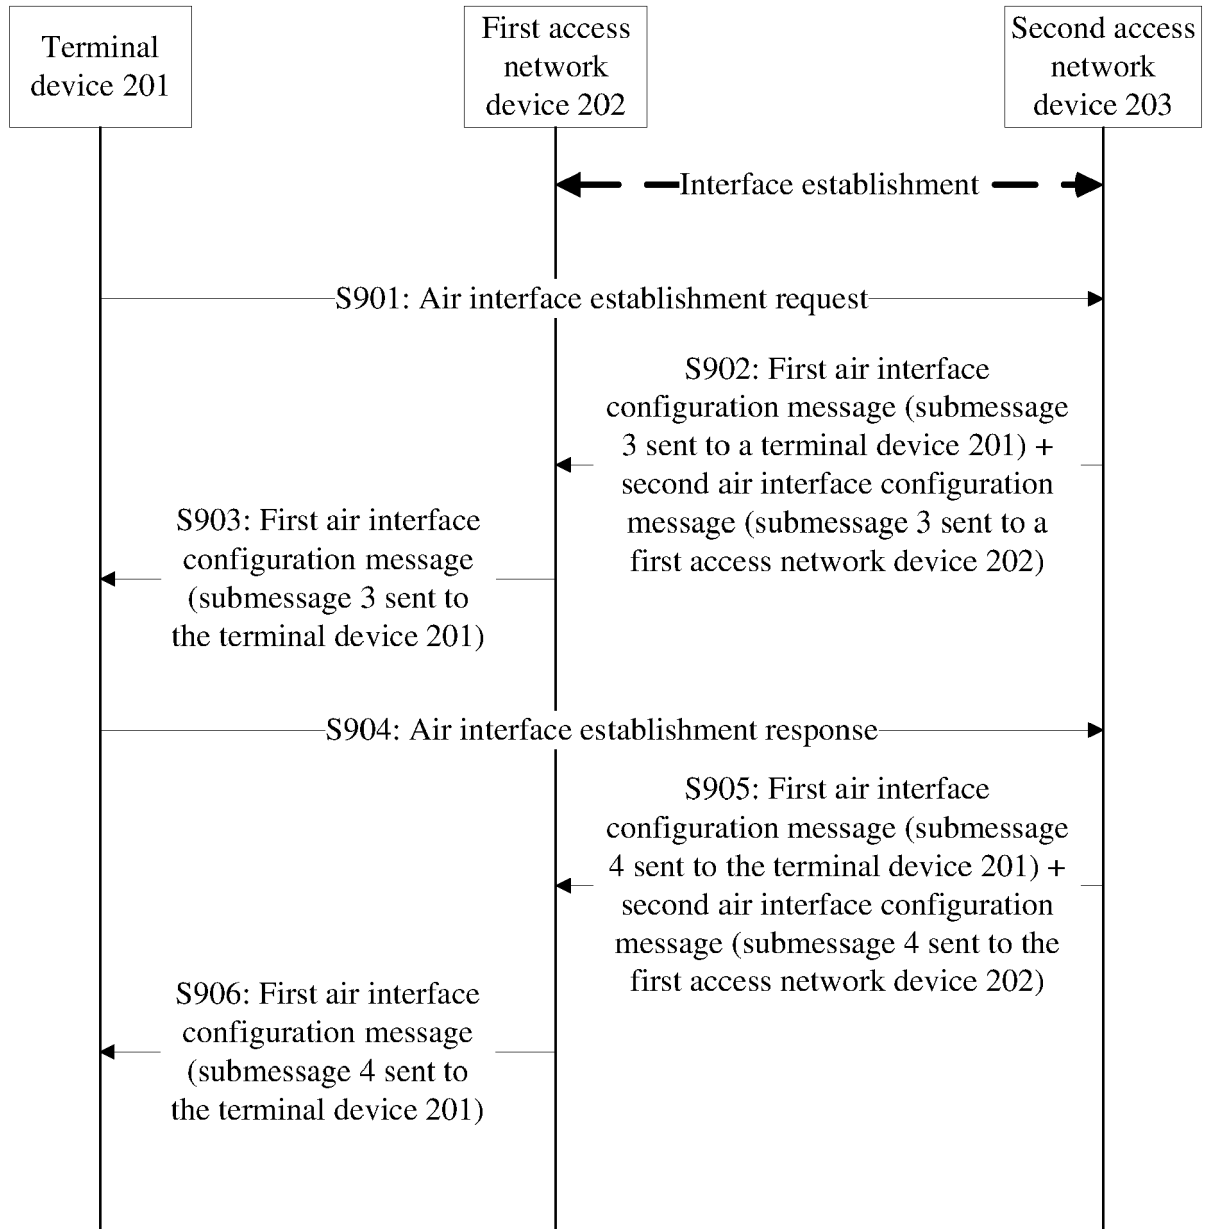 Terminal
device 201
First access
network
device 202
Second access
network
device 203
Interface establishment
S901: Air interface establishment request
S902: First air interface
configuration message (submessage
3 sent to a terminal device 201) +
second air interface configuration
message (submessage 3 sent to a
first access network device 202)
S903: First air interface
configuration message
(submessage 3 sent to
the terminal device 201)
S904: Air interface establishment response
S905: First air interface
configuration message (submessage
4 sent to the terminal device 201) +
second air interface configuration
message (submessage 4 sent to the
first access network device 202)
S906: First air interface
configuration message
(submessage 4 sent to
the terminal device 201)